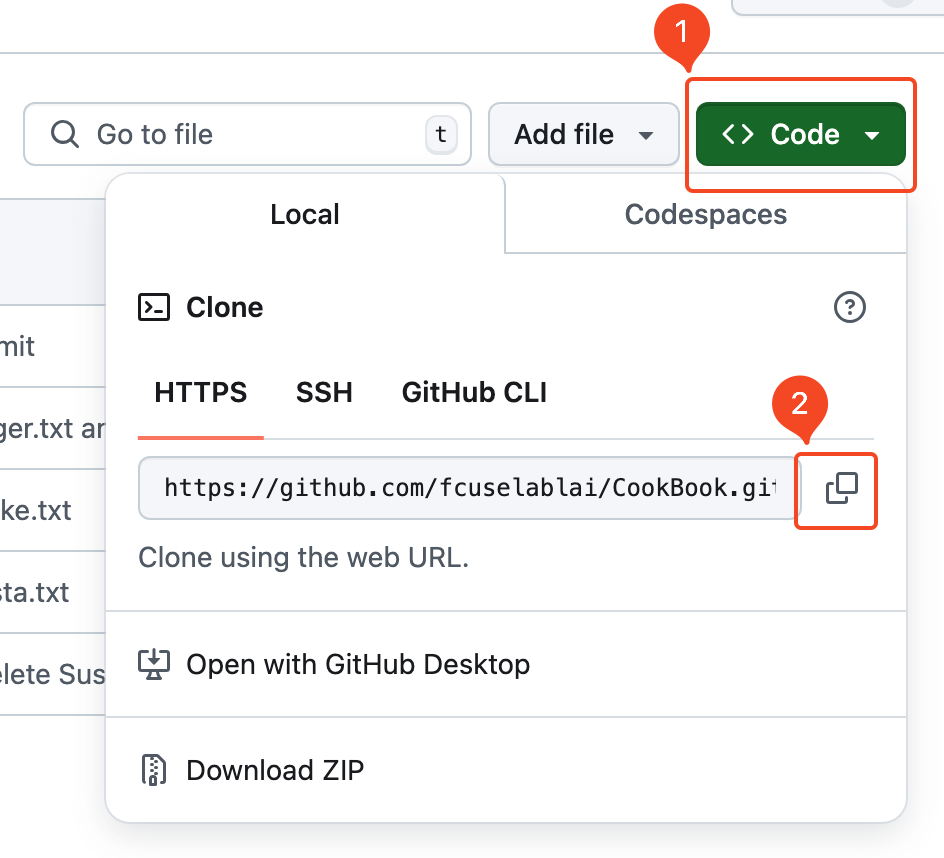 1
Go to file
t
Add file
Code
Local
Codespaces
Clone
mit
HTTPS
SSH
GitHub CLI
2
ger.txt ar
https://github.com/fcuselablai/CookBook.git
ke.txt
Clone using the web URL.
sta.txt
Open with GitHub Desktop
elete Sus
Download ZIP